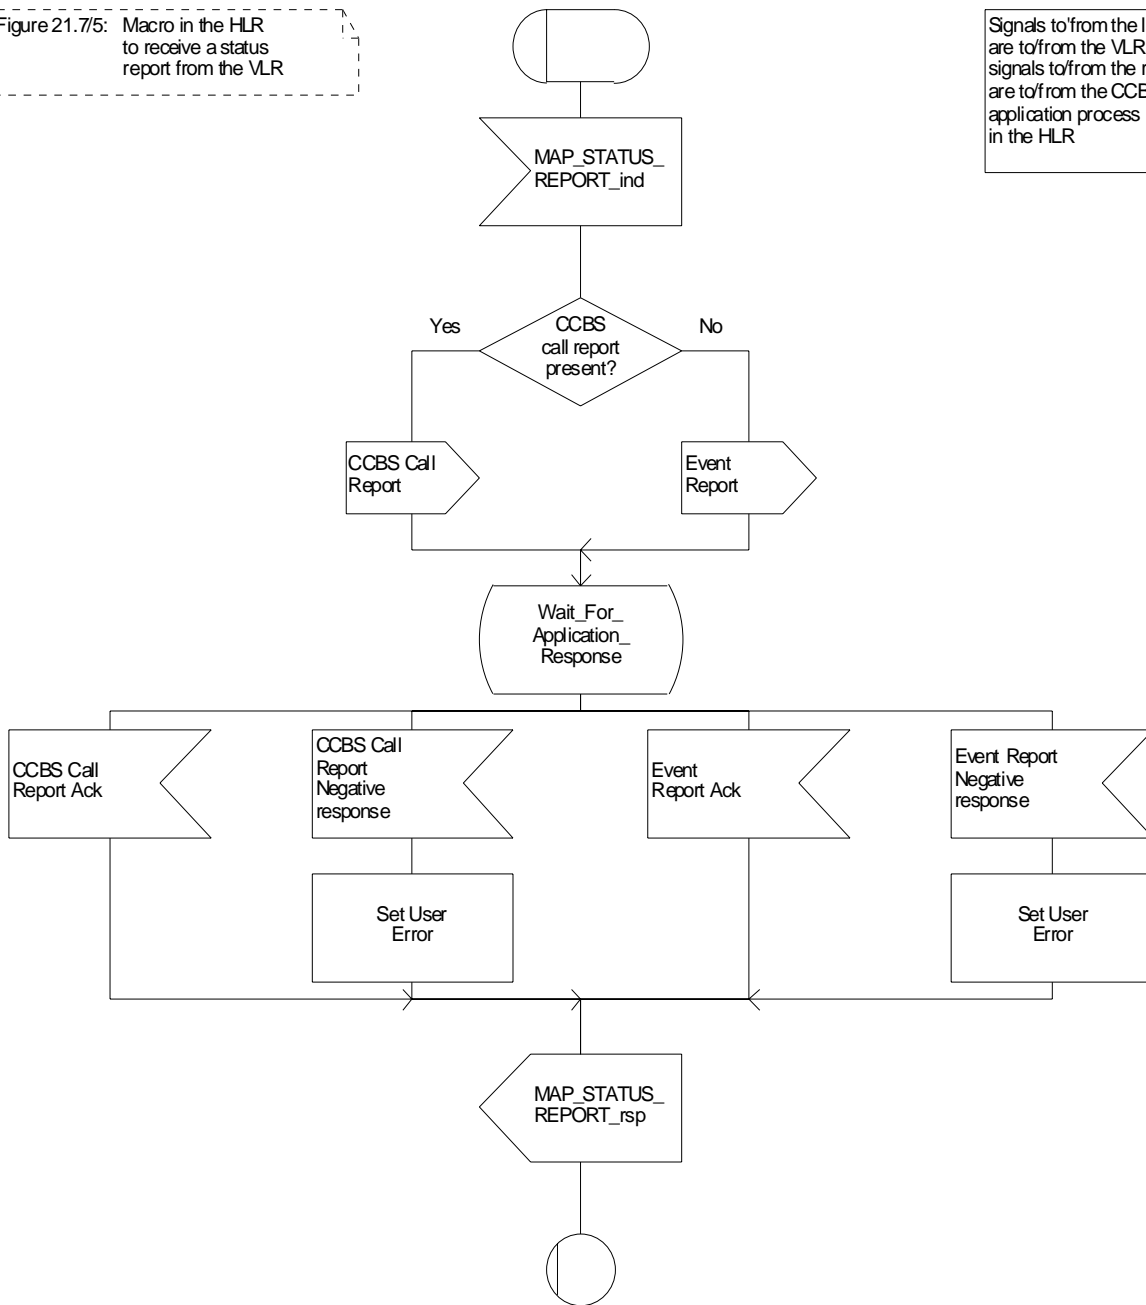 Figure 21.7/5: Macro in the HLR
to receive a status
report from the VLR
Signals to'from the
are to/from the VLR
signals to/from the
are to/from the
application process
in the HLR
MAP_STATUS_
REPORT_ind
Yes
CCBS
call report
present?
No
CCBS Call
Report
Event
Report
Wait_For_
Application_
Response
CCBS Call
Report Ack
CCBS Call
Report
Negative
response
Event
Report Ack
Event Report
Negative
response
Set User
Error
Set User
Error
MAP_STATUS_
REPORT_rsp